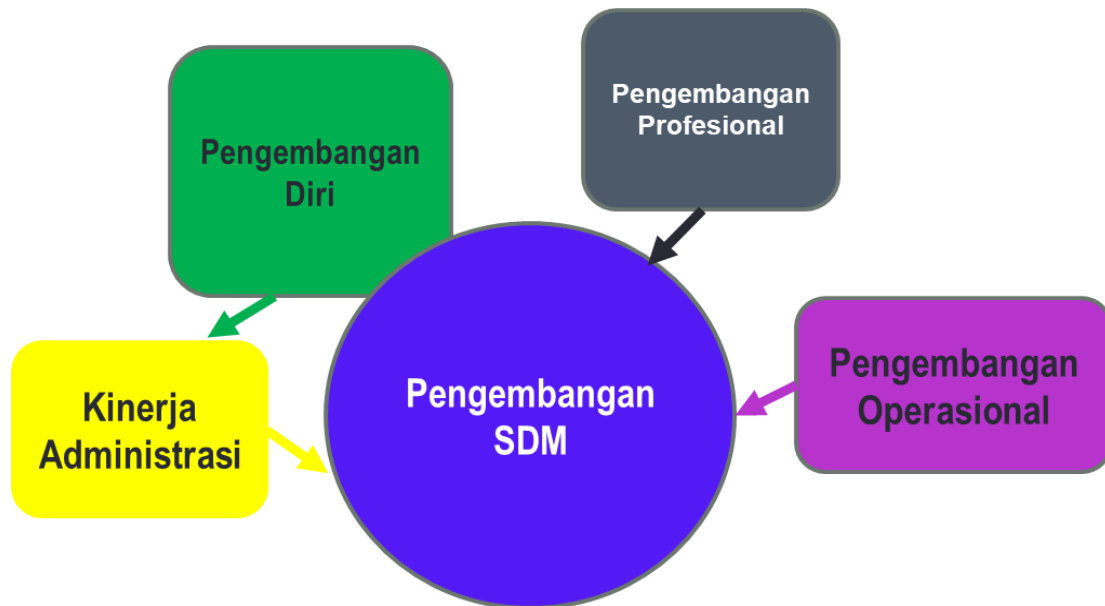 Pengembangan
Diri
Pengembangan
Profesional
Kinerja
Administrasi
Pengembangan
SDM
Pengembangan
Operasional